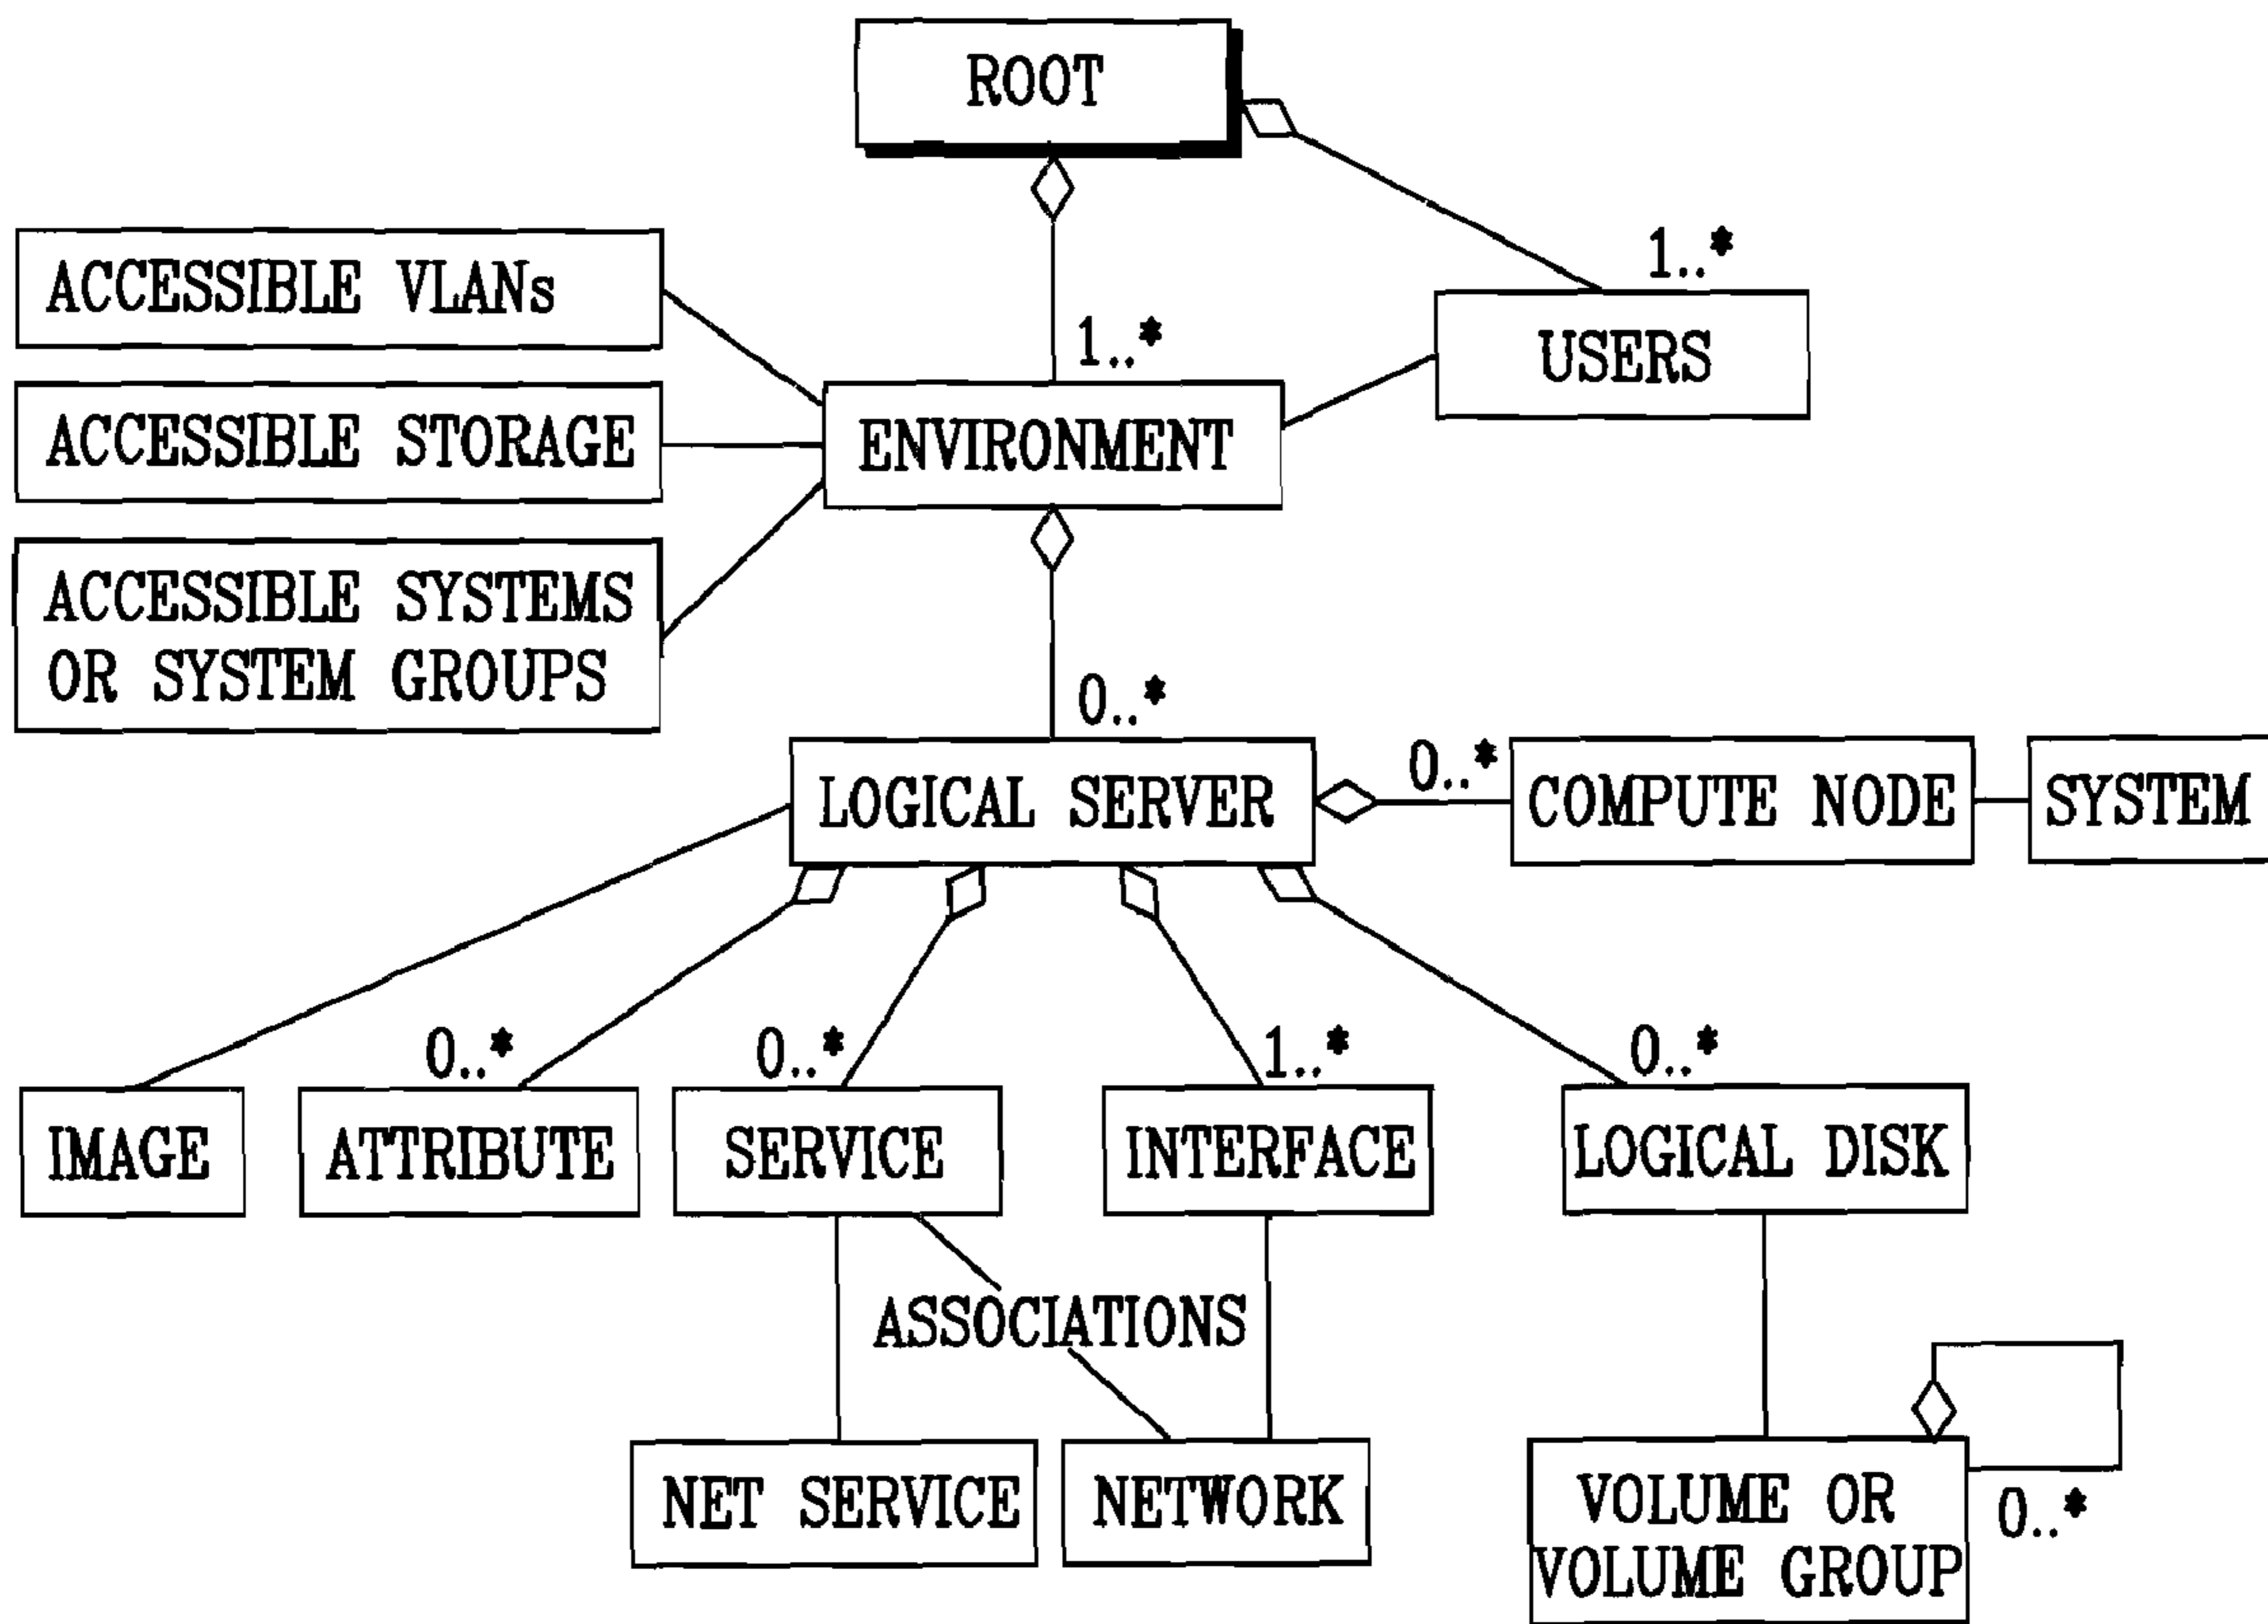 ROOT
1..*
ACCESSIBLE VLANs
1..*
USERS
ACCESSIBLE STORAGE
ENVIRONMENT
ACCESSIBLE SYSTEMS
OR SYSTEM GROUPS
0..*
0..*
LOGICAL SERVER
COMPUTE NODE
SYSTEM
0..*
0..*
1..*
0..*
IMAGE
ATTRIBUTE
SERVICE
INTERFACE
LOGICAL DISK
ASSOCIATIONS
NET SERVICE
NETWORK
VOLUME OR
VOLUME GROUP
0..*